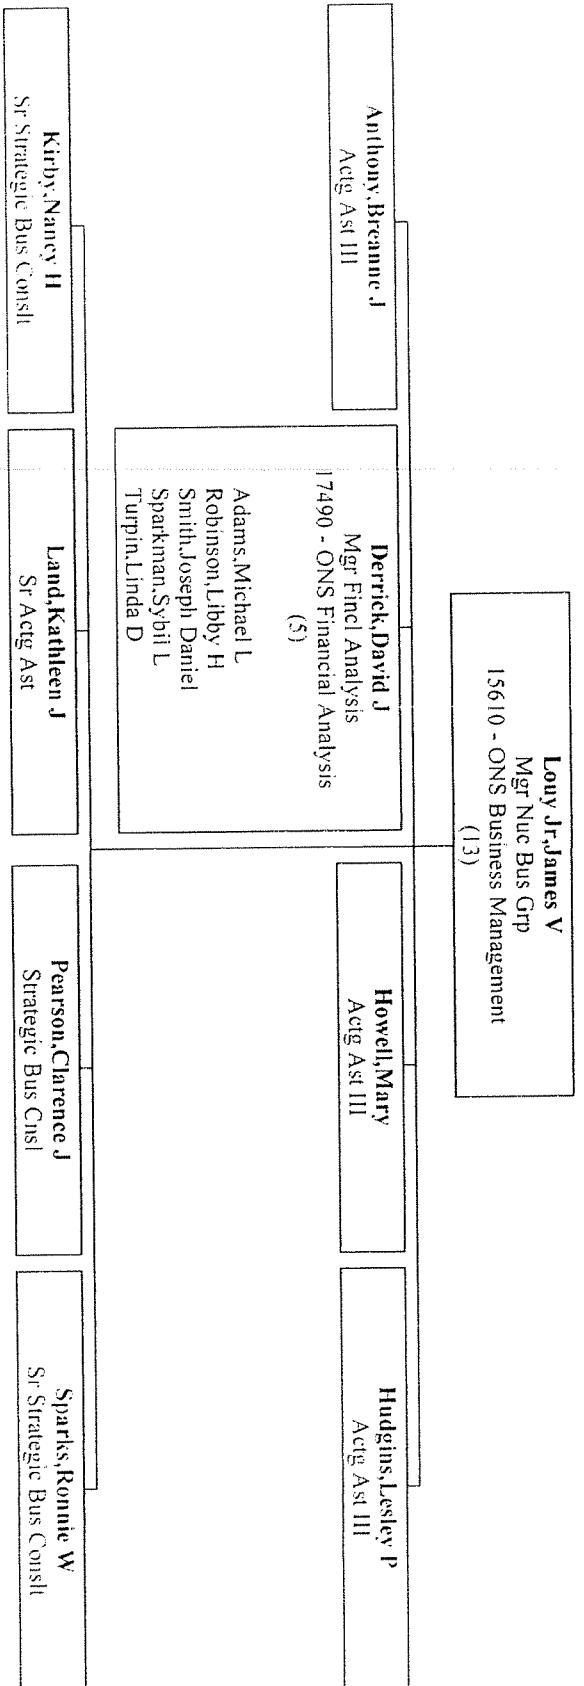 Louy Jr,James V
Mgr Nuc Bus Grp
15610 - ONS Business Management
(13)
Anthony,Breanne J
Actg Ast III
Derrick,David J
Mgr Fincl Analysis
17490 - ONS Financial Analysis
(5)
Adams,Michael L
Robinson,Libby H
Smith,Joseph Daniel
Sparkman,Sybil L
Turpin,Linda D
Howell,Mary
Actg Ast III
Hudgins,Lesley P
Actg Ast III
Kirby,Nancy H
Sr Strategic Bus Conslt
Land,Kathleen J
Sr Actg Ast
Pearson,Clarence J
Strategic Bus Cnsl
Sparks,Ronnie W
Sr Strategic Bus Conslt